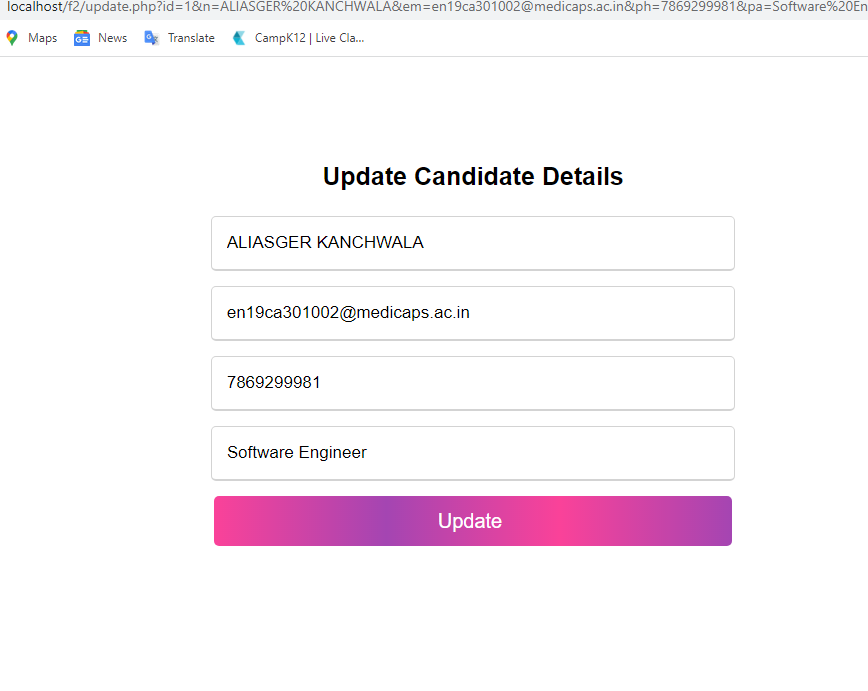 localhost/f2/update.php?id=1&n=ALIASGER%20KANCHWALA&em=en19ca301002@medicaps.ac.in&ph=7869299981&pa=Software%20En
Maps News Translate CampK12 | Live Cla...
Update Candidate Details
ALIASGER KANCHWALA
en19ca301002@medicaps.ac.in
7869299981
Software Engineer
Update